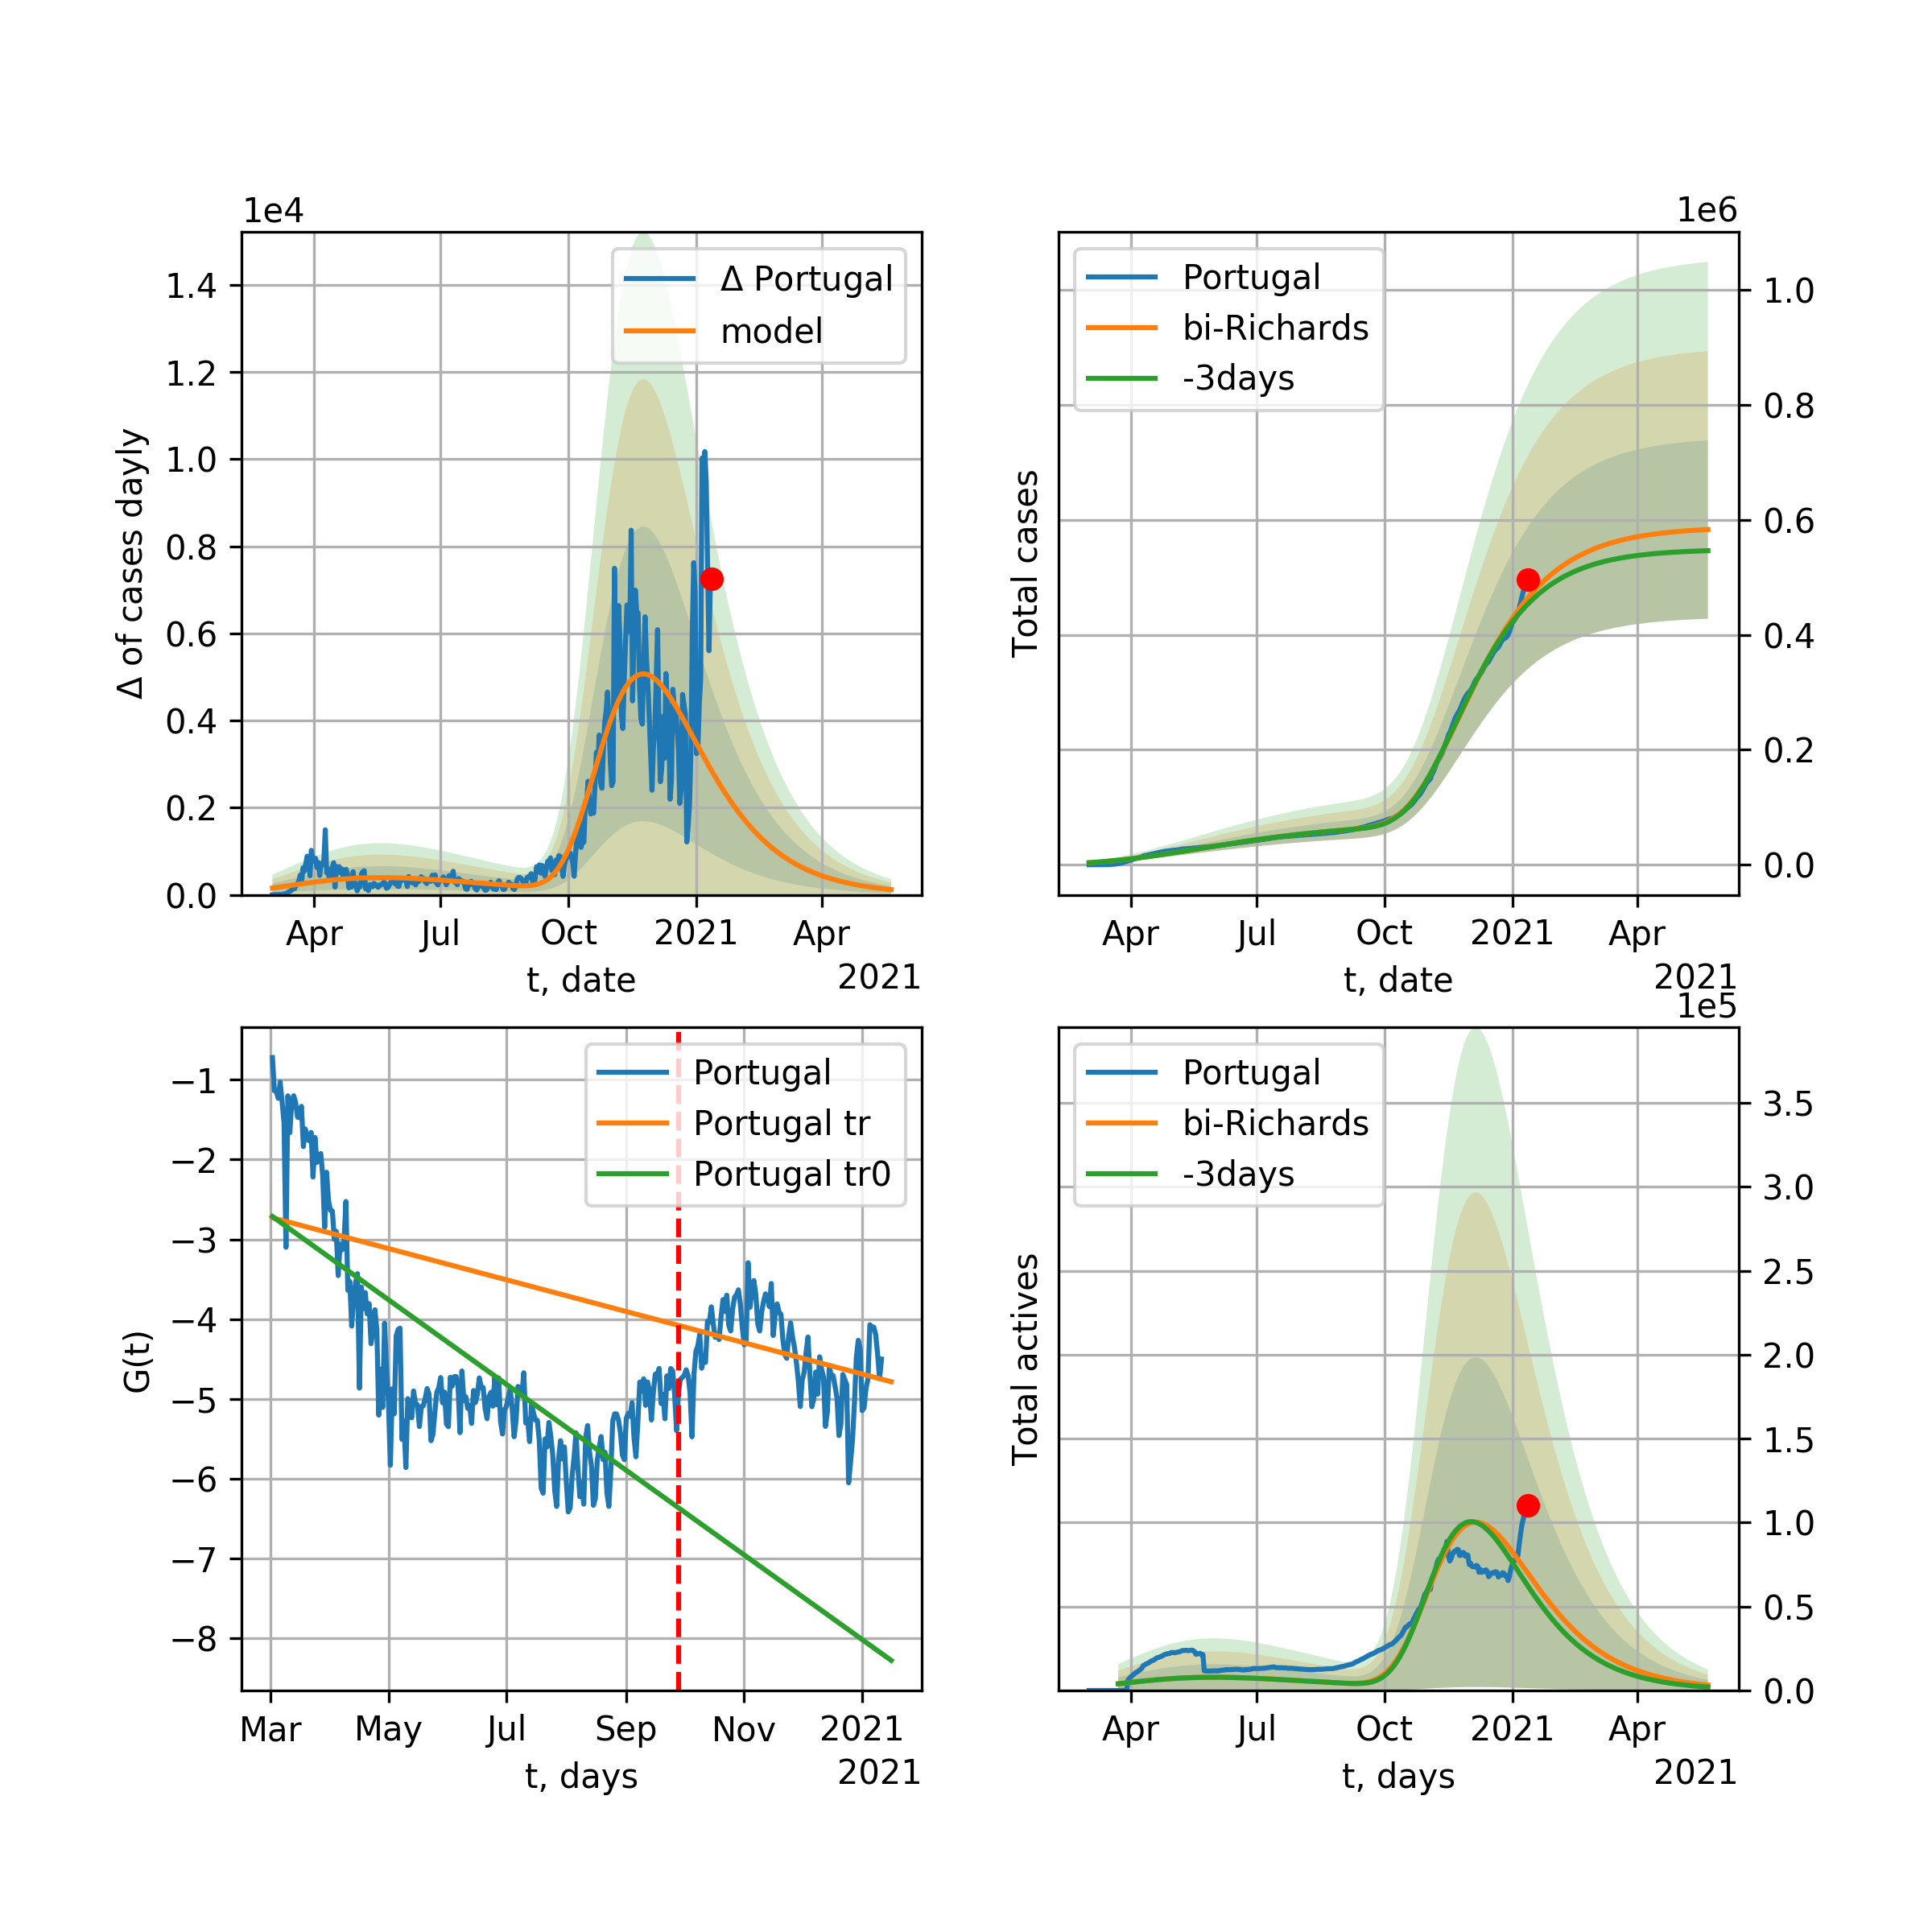 1e4
Δ of cases dayly
1.4
1.2
1.0
0.8
0.6
0.4
0.2
0.0
Δ Portugal
model
Apr Jul Oct 2021 Apr
t, date
2021
1e6
Total cases
Portugal
bi-Richards
-3days
1.0
0.8
0.6
0.4
0.2
0.0
Apr Jul Oct 2021 Apr
t, date
2021
G(t)
−1
−2
−3
−4
−5
−6
−7
−8
Portugal
Portugal tr
Portugal tr0
Mar May Jul Sep Nov 2021
t, days
2021
1e5
Total actives
Portugal
bi-Richards
-3days
3.5
3.0
2.5
2.0
1.5
1.0
0.5
0.0
Apr Jul Oct 2021 Apr
t, days
2021